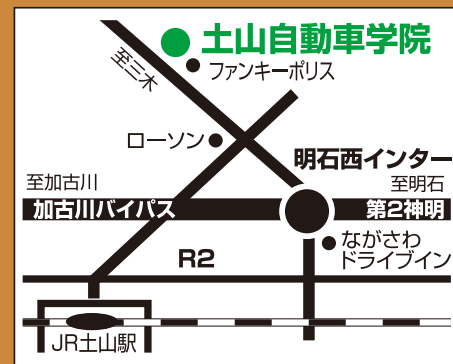 土山自動車学院
至三木
ファンキーポリス
ローソン
明石西インター
至加古川
至明石
加古川バイパス
第2神明
ながさわ
ドライブイン
R2
JR土山駅